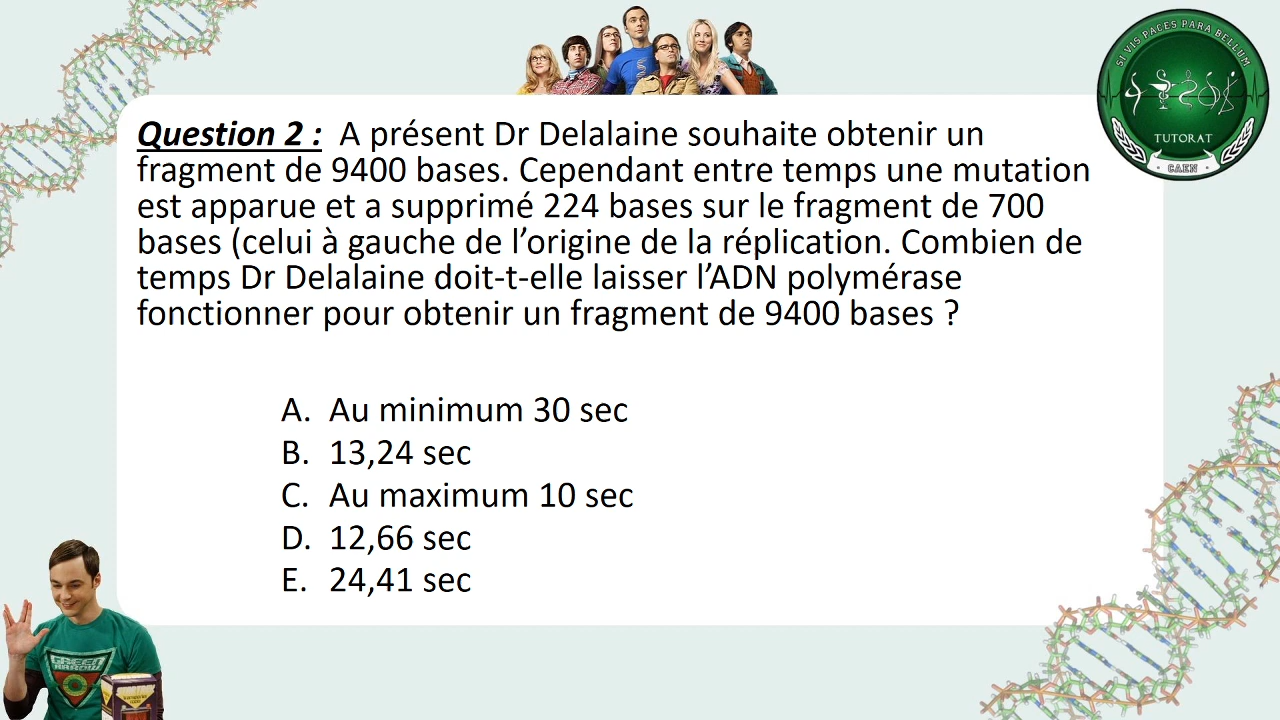 SI VIS PACES PARA BELLUM
TUTORAT
CAEN
Question 2 : A présent Dr Delalaine souhaite obtenir un
fragment de 9400 bases. Cependant entre temps une mutation
est apparue et a supprimé 224 bases sur le fragment de 700
bases (celui à gauche de l’origine de la réplication. Combien de
temps Dr Delalaine doit-t-elle laisser l’ADN polymérase
fonctionner pour obtenir un fragment de 9400 bases ?
A. Au minimum 30 sec
B. 13,24 sec
C. Au maximum 10 sec
D. 12,66 sec
E. 24,41 sec
GREEN
ARROW